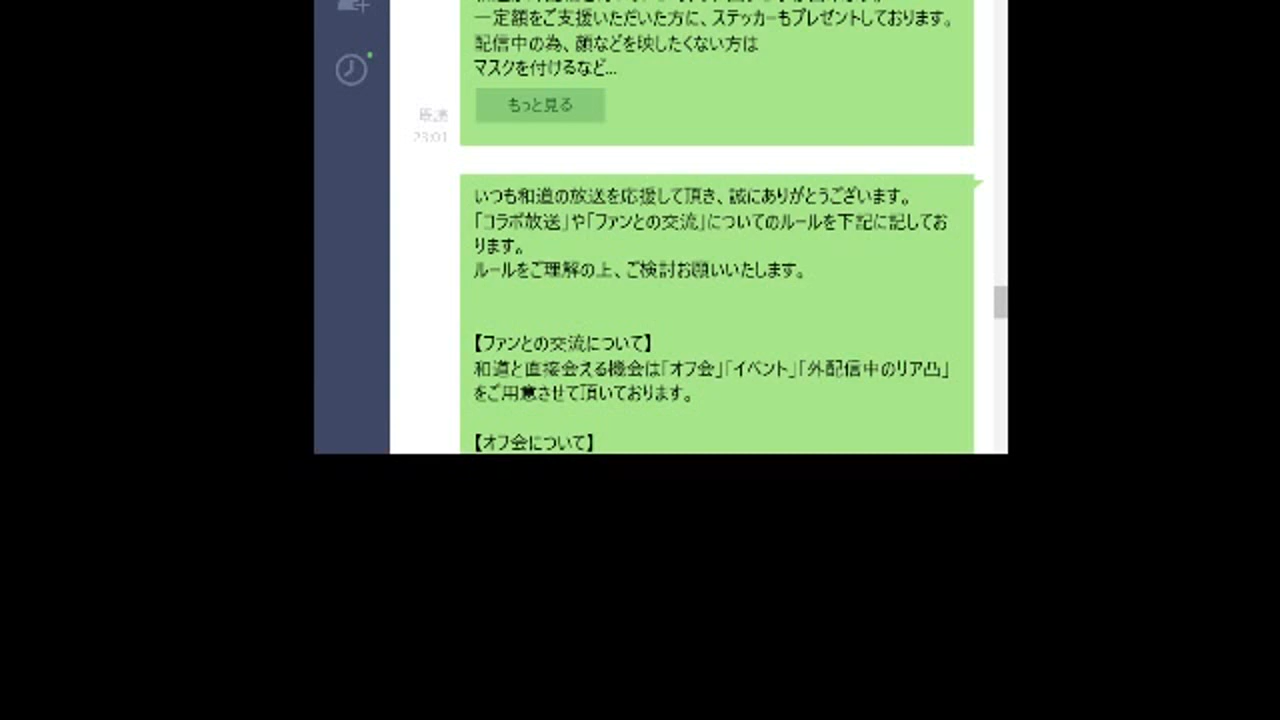 一定額をご支援いただいた方に、ステッカーもプレゼントしております。
配信中の為、顔などを映したくない方は
マスクを付けるなど...
もっと見る
既読
23:01
いつも和道の放送を応援して頂き、誠にありがとうございます。
「コラボ放送」や「ファンとの交流」についてのルールを下記に記してお
ります。
ルールをご理解の上、ご検討お願いいたします。
【ファンとの交流について】
和道と直接会える機会は「オフ会」「イベント」「外配信中のリア凸」
をご用意させて頂いております。
【オフ会について】